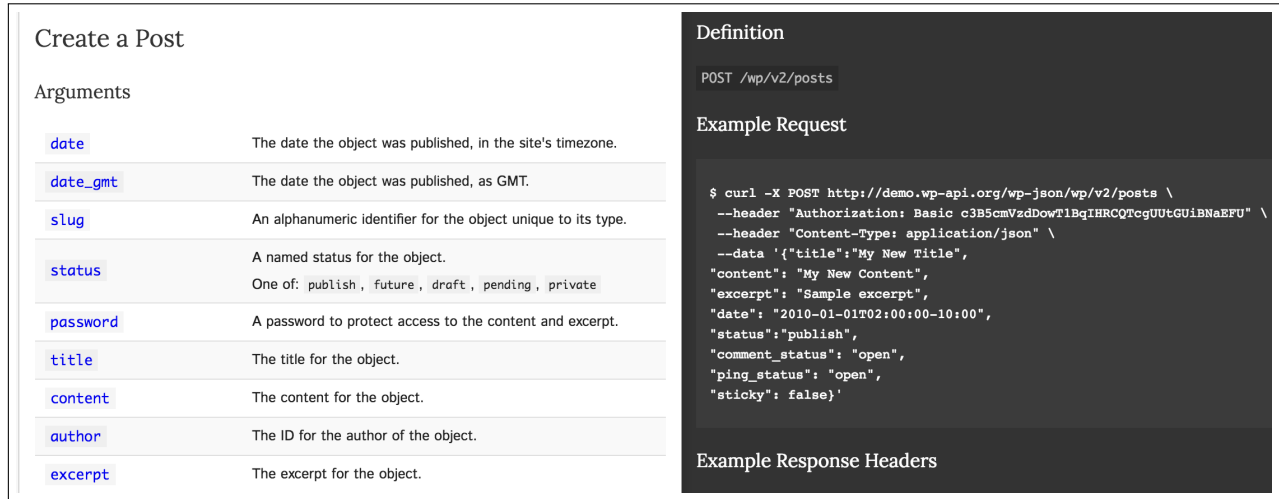 Create a Post
Arguments
date The date the object was published, in the site's timezone.
date_gmt The date the object was published, as GMT.
slug An alphanumeric identifier for the object unique to its type.
status A named status for the object.
One of: publish , future , draft , pending , private
password A password to protect access to the content and excerpt.
title The title for the object.
content The content for the object.
author The ID for the author of the object.
excerpt The excerpt for the object.
Definition
POST /wp/v2/posts
Example Request
$ curl -X POST http://demo.wp-api.org/wp-json/wp/v2/posts \
--header "Authorization: Basic c3B5cmVzdDowT1BqIHRCQTcgUUtGUiBNaEFU" \
--header "Content-Type: application/json" \
--data '{"title":"My New Title",
"content": "My New Content",
"excerpt": "Sample excerpt",
"date": "2010-01-01T02:00:00-10:00",
"status":"publish",
"comment_status": "open",
"ping_status": "open",
"sticky": false}'
Example Response Headers